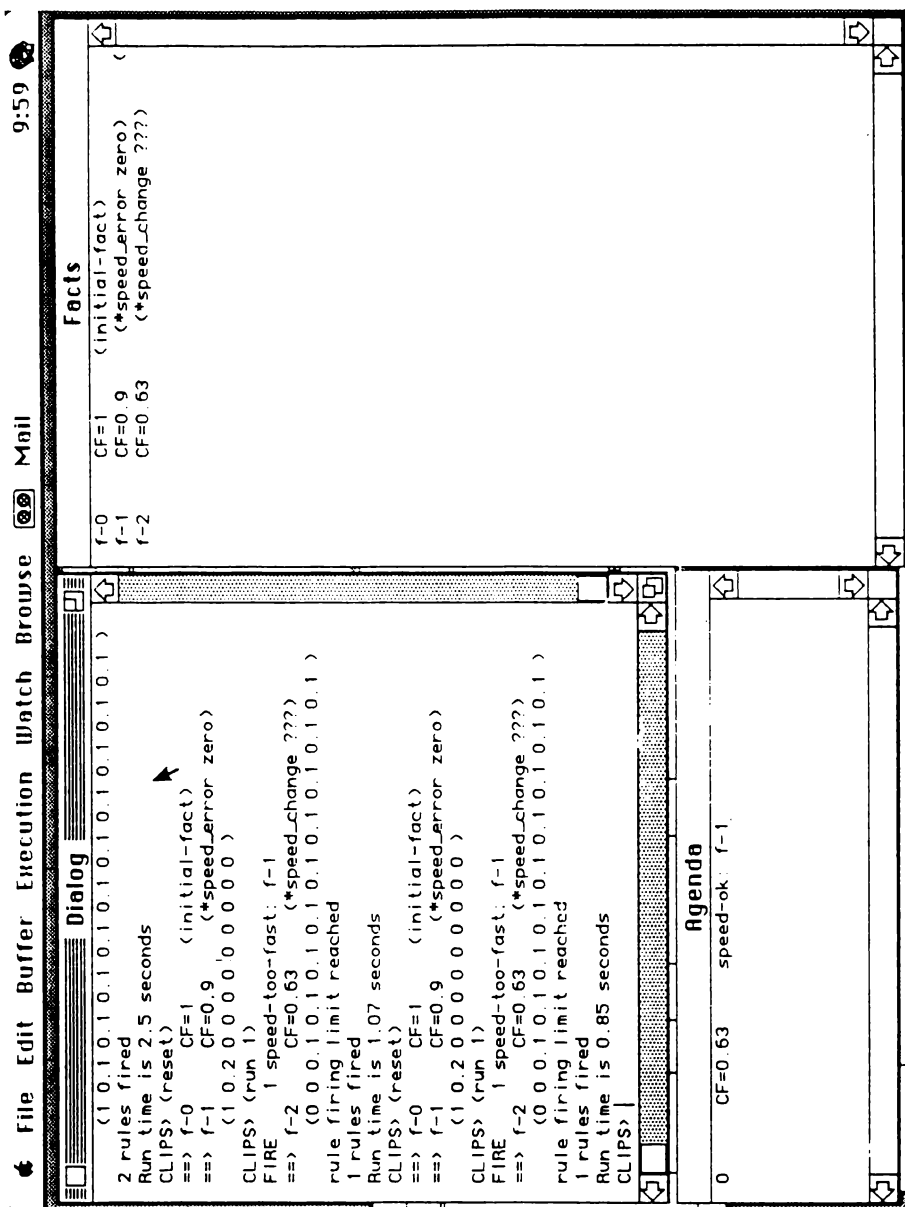 File Edit Buffer Execution Watch Browse Mail 9:59
Dialog
(1 0.1 0.1 0.1 0.1 0.1 0.1 0.1 0.1 0.1 0.1 )
2 rules fired
Run time is 2.5 seconds
CLIPS> (reset)
==> f-0 CF=1 (initial-fact)
==> f-1 CF=0.9 (*speed_error zero)
(1 0.2 0 0 0 0 0 0 0 0 0 )
CLIPS> (run 1)
FIRE 1 speed-too-fast: f-1
==> f-2 CF=0.63 (*speed_change ???)
(0 0 0.1 0.1 0.1 0.1 0.1 0.1 0.1 0.1 )
rule firing limit reached
1 rules fired
Run time is 1.07 seconds
CLIPS> (reset)
==> f-0 CF=1 (initial-fact)
==> f-1 CF=0.9 (*speed_error zero)
(1 0.2 0 0 0 0 0 0 0 0 0 )
CLIPS> (run 1)
FIRE 1 speed-too-fast: f-1
==> f-2 CF=0.63 (*speed_change ???)
(0 0 0.1 0.1 0.1 0.1 0.1 0.1 0.1 0.1 )
rule firing limit reached
1 rules fired
Run time is 0.85 seconds
CLIPS>
Agenda
0 CF=0.63 speed-ok: f-1
Facts
f-0 CF=1 (initial-fact)
f-1 CF=0.9 (*speed_error zero) (
f-2 CF=0.63 (*speed_change ???)